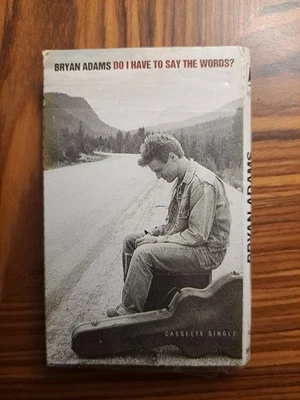 BRYAN ADAMS DO I HAVE TO SAY THE WORDS?
BRYAN ADAMS
CASSETTE SINGLE